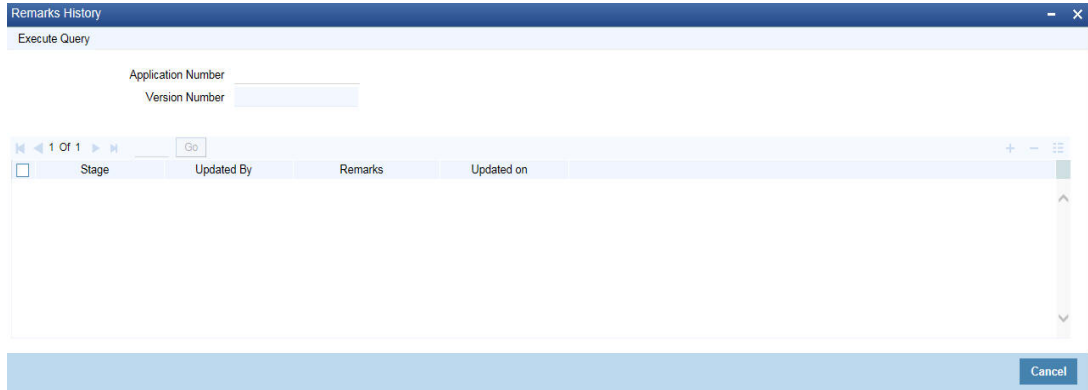 Remarks History
Execute Query
Application Number
Version Number
1 Of 1 Go
Stage Updated By Remarks Updated on
Cancel